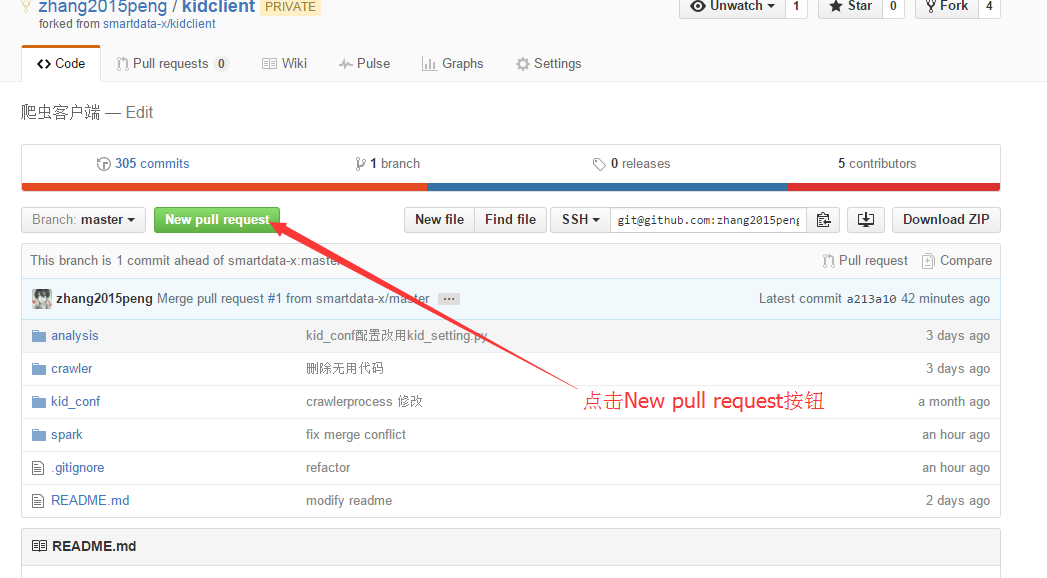 zhang2015peng / kidclient PRIVATE Unwatch 1 Star 0 Fork 4
forked from smartdata-x/kidclient
Code Pull requests 0 Wiki Pulse Graphs Settings
爬虫客户端 — Edit
305 commits 1 branch 0 releases 5 contributors
Branch: master New pull request New file Find file SSH git@github.com:zhang2015peng Download ZIP
This branch is 1 commit ahead of smartdata-x:master Pull request Compare
zhang2015peng Merge pull request #1 from smartdata-x/master ... Latest commit a213a10 42 minutes ago
analysis kid_conf配置改用kid_setting.py 3 days ago
crawler 删除无用代码 3 days ago
kid_conf crawlerprocess 修改 a month ago
点击New pull request按钮
spark fix merge conflict an hour ago
.gitignore refactor an hour ago
README.md modify readme 2 days ago
README.md